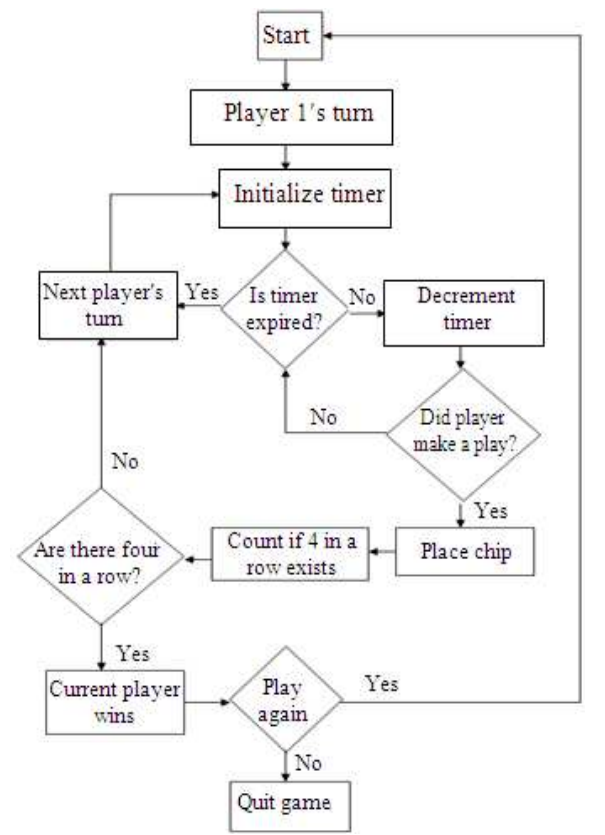 Start
Player 1's turn
Initialize timer
Next player's
turn
Yes
Is timer
expired?
No
Decrement
timer
No
Did player
make a play?
No
Yes
Are there four
in a row?
Count if 4 in a
row exists
Place chip
Yes
Current player
wins
Play
again
Yes
No
Quit game